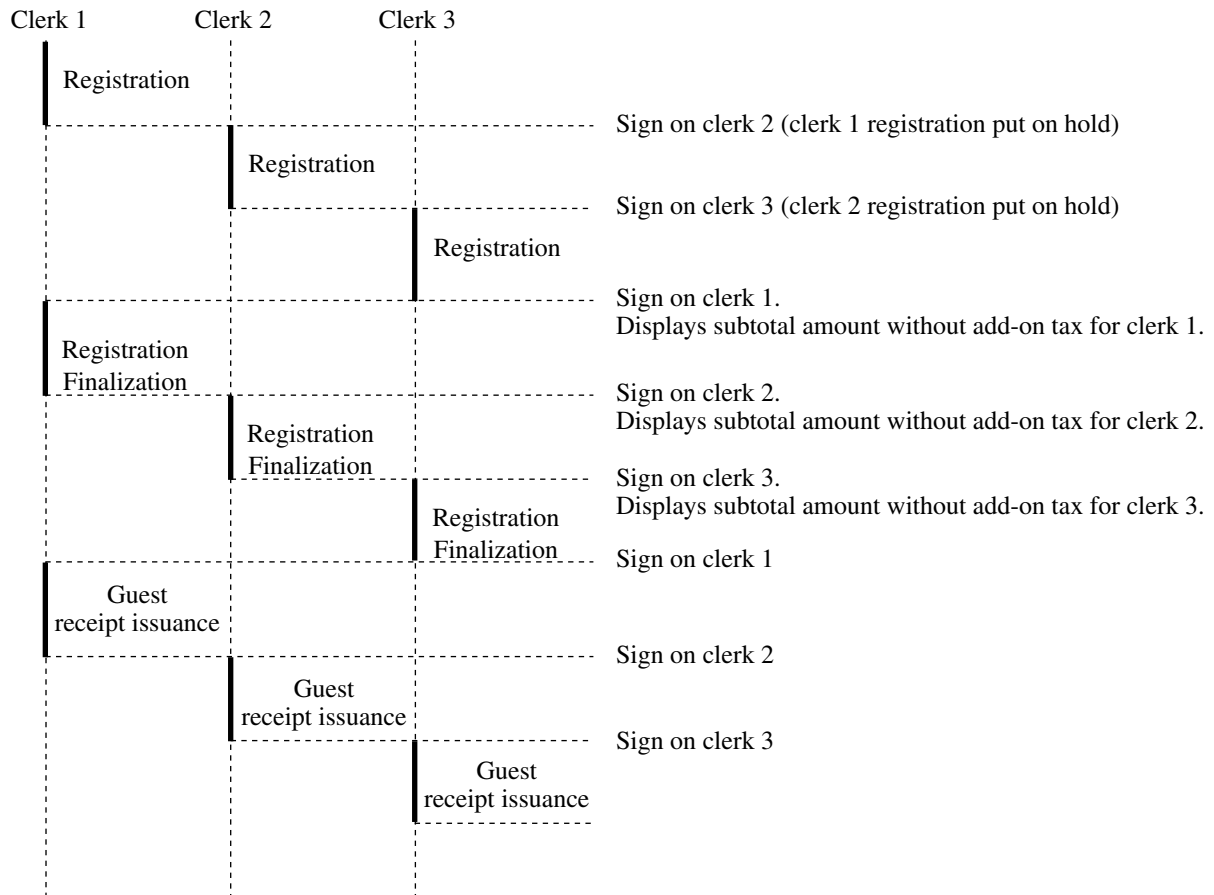 Clerk 1 Clerk 2 Clerk 3
Registration
Sign on clerk 2 (clerk 1 registration put on hold)
Registration
Sign on clerk 3 (clerk 2 registration put on hold)
Registration
Sign on clerk 1.
Displays subtotal amount without add-on tax for clerk 1.
Registration
Finalization
Sign on clerk 2.
Displays subtotal amount without add-on tax for clerk 2.
Registration
Finalization
Sign on clerk 3.
Displays subtotal amount without add-on tax for clerk 3.
Registration
Finalization
Sign on clerk 1
Guest
receipt issuance
Sign on clerk 2
Guest
receipt issuance
Sign on clerk 3
Guest
receipt issuance